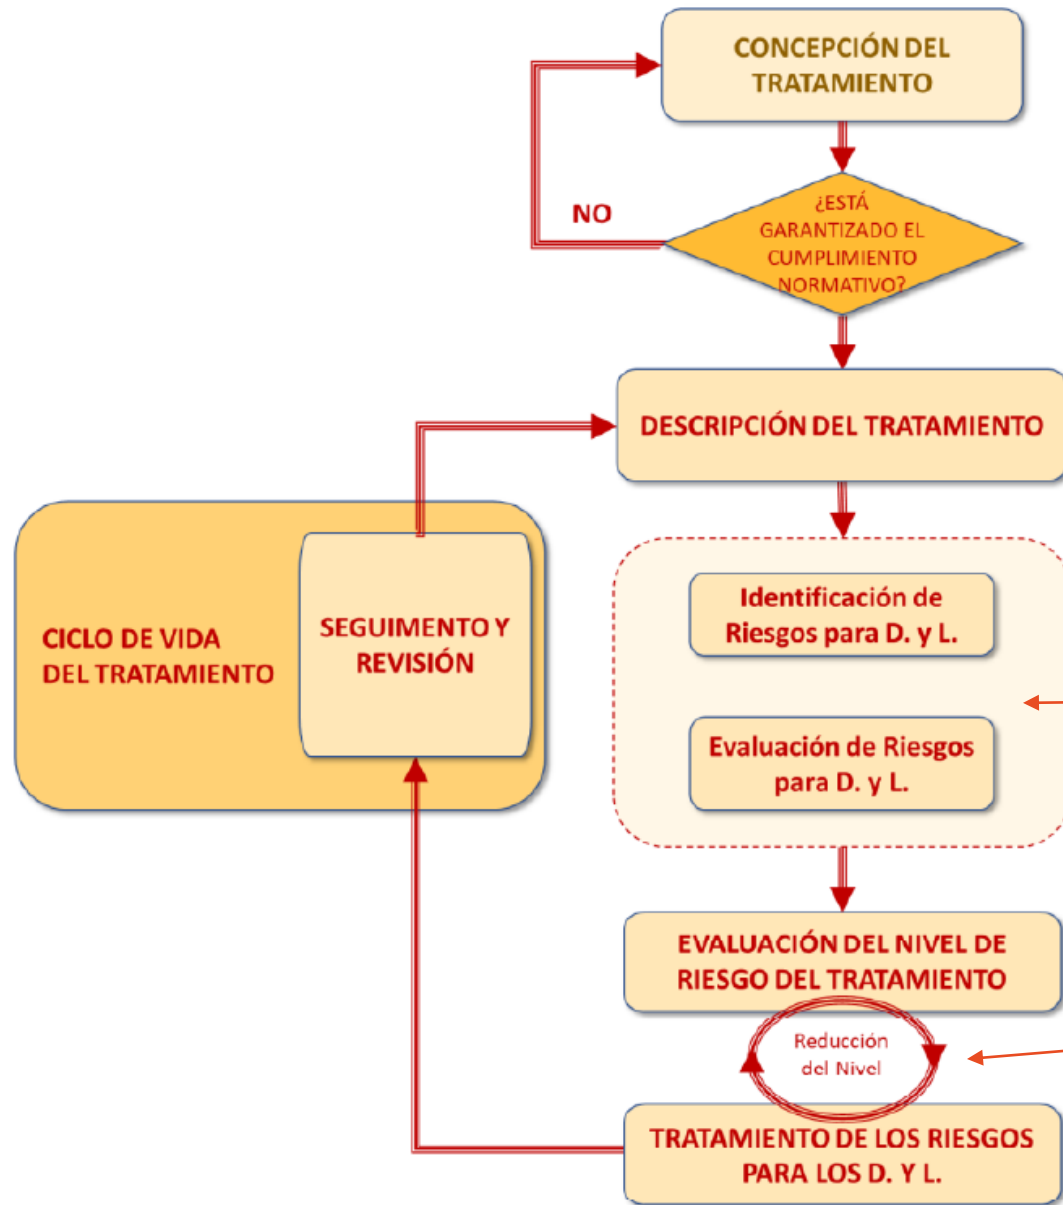 CONCEPCIÓN DEL
TRATAMIENTO
NO
¿ESTÁ
GARANTIZADO EL
CUMPLIMIENTO
NORMATIVO?
DESCRIPCIÓN DEL TRATAMIENTO
CICLO DE VIDA
DEL TRATAMIENTO
SEGUIMENTO Y
REVISIÓN
Identificación de
Riesgos para D. y L.
Evaluación de Riesgos
para D. y L.
EVALUACIÓN DEL NIVEL DE
RIESGO DEL TRATAMIENTO
Reducción
del Nivel
TRATAMIENTO DE LOS RIESGOS
PARA LOS D. Y L.